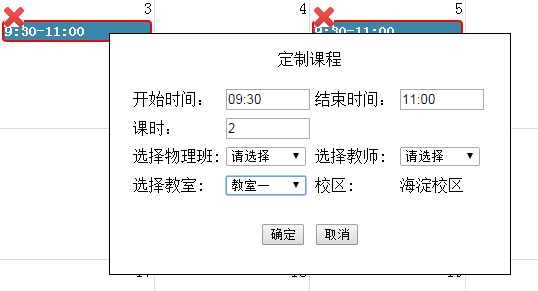 3 4 5
9:30-11:00 9:30-11:00
定制课程
开始时间： 09:30 结束时间： 11:00
课时： 2
选择物理班: 请选择 选择教师: 请选择
选择教室: 教室一 校区: 海淀校区
确定 取消